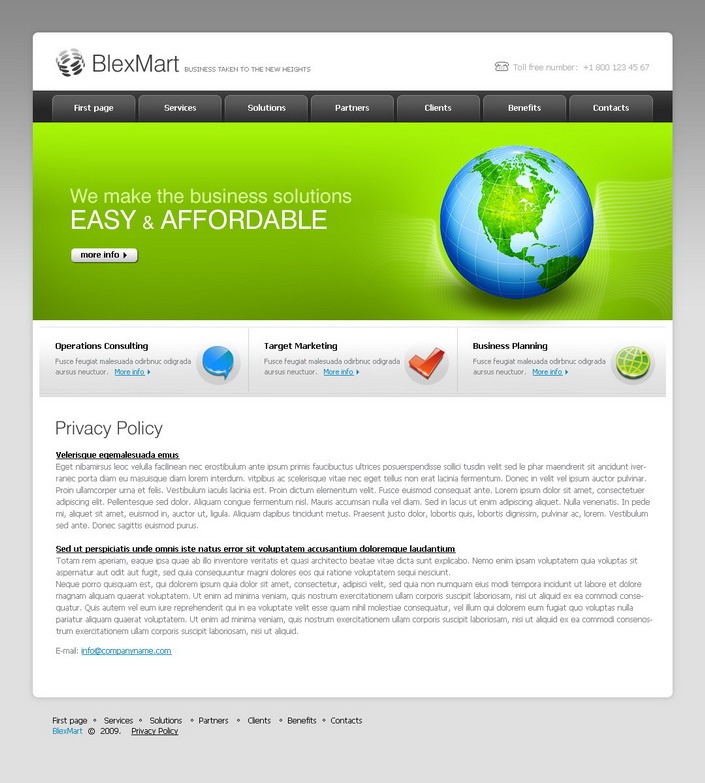 BlexMart BUSINESS TAKEN TO THE NEW HEIGHTS
Toll free number: +1 800 123 45 67
First page Services Solutions Partners Clients Benefits Contacts
We make the business solutions
EASY & AFFORDABLE
more info
Operations Consulting
Fusce feugiat malesuada odirbnuc odigrada
aursus neuctuor. More info
Target Marketing
Fusce feugiat malesuada odirbnuc odigrada
aursus neuctuor. More info
Business Planning
Fusce feugiat malesuada odirbnuc odigrada
aursus neuctuor. More info
Privacy Policy
Velerisque egemalesuada emus
Eget nibamirsus leoc velulla facilinean nec erostibulum ante ipsum primis faucibuctus ultrices posuerspendisse sollici tusdin velit sed le phar maendrerit sit ancidunt iver-
ranec porta diam eu masuisque diam lorem interdum. vitpibus ac scelerisque vitae nec eget tellus non erat lacinia fermentum. Donec in velit vel ipsum auctor pulvinar.
Proin ullamcorper urna et felis. Vestibulum iaculis lacinia est. Proin dictum elementum velit. Fusce euismod consequat ante. Lorem ipsum dolor sit amet, consectetuer
adipiscing elit. Pellentesque sed dolor. Aliquam congue fermentum nisl. Mauris accumsan nulla vel diam. Sed in lacus ut enim adipiscing aliquet. Nulla venenatis. In pede
mi, aliquet sit amet, euismod in, auctor ut, ligula. Aliquam dapibus tincidunt metus. Praesent justo dolor, lobortis quis, lobortis dignissim, pulvinar ac, lorem. Vestibulum
sed ante. Donec sagittis euismod purus.
Sed ut perspiciatis unde omnis iste natus error sit voluptatem accusantium doloremque laudantium
Totam rem aperiam, eaque ipsa quae ab illo inventore veritatis et quasi architecto beatae vitae dicta sunt explicabo. Nemo enim ipsam voluptatem quia voluptas sit
aspernatur aut odit aut fugit, sed quia consequuntur magni dolores eos qui ratione voluptatem sequi nesciunt.
Neque porro quisquam est, qui dolorem ipsum quia dolor sit amet, consectetur, adipisci velit, sed quia non numquam eius modi tempora incidunt ut labore et dolore
magnam aliquam quaerat voluptatem. Ut enim ad minima veniam, quis nostrum exercitationem ullam corporis suscipit laboriosam, nisi ut aliquid ex ea commodi conse-
quatur. Quis autem vel eum iure reprehenderit qui in ea voluptate velit esse quam nihil molestiae consequatur, vel illum qui dolorem eum fugiat quo voluptas nulla
pariatur aliquam quaerat voluptatem. Ut enim ad minima veniam, quis nostrum exercitationem ullam corporis suscipit laboriosam, nisi ut aliquid ex ea commodi consenos-
trum exercitationem ullam corporis suscipit laboriosam, nisi ut aliquid.
E-mail: info@companyname.com
First page Services Solutions Partners Clients Benefits Contacts
BlexMart © 2009. Privacy Policy